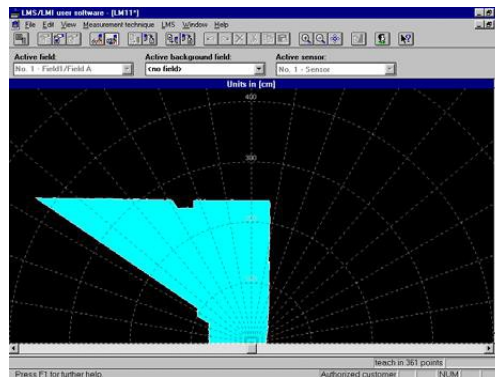 LMS/LMI user software - [LMI1*]
File Edit View Measurement technique LMS Window Help
Active field: Active background field: Active sensor:
No. 1 - Field1/Field A <no field> No. 1 - Sensor
Units in [cm]
400
300
teach in 361 points
Press F1 for further help. Authorized customer NUM